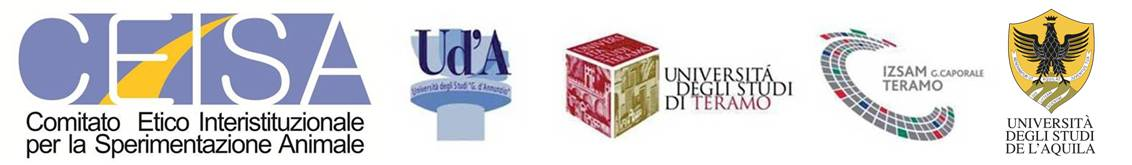 CEISA
Comitato Etico Interistituzionale
per la Sperimentazione Animale
Ud'A
Università degli Studi "G. d'Annunzio"
UNIVERSITÁ
DEGLI STUDI
DI TERAMO
IZSAM G.CAPORALE
TERAMO
UNIVERSITÀ
DEGLI STUDI
DE L'AQUILA